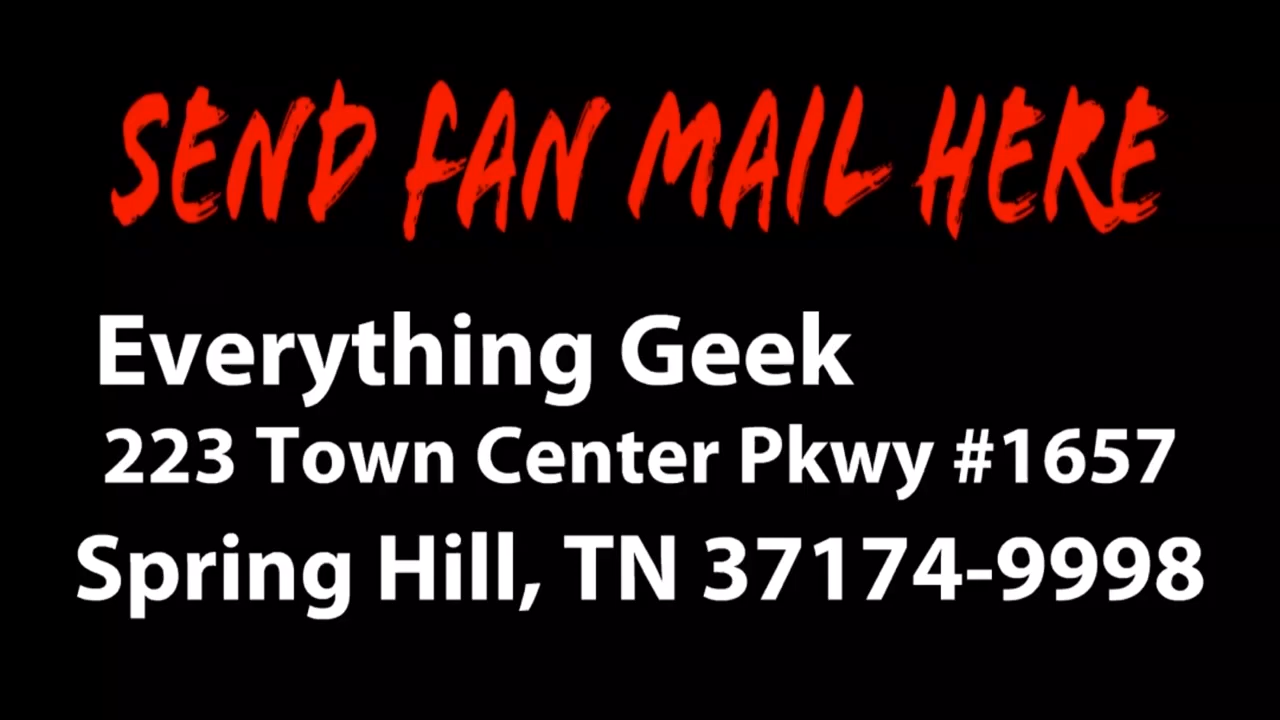 SEND FAN MAIL HERE
Everything Geek
223 Town Center Pkwy #1657
Spring Hill, TN 37174-9998